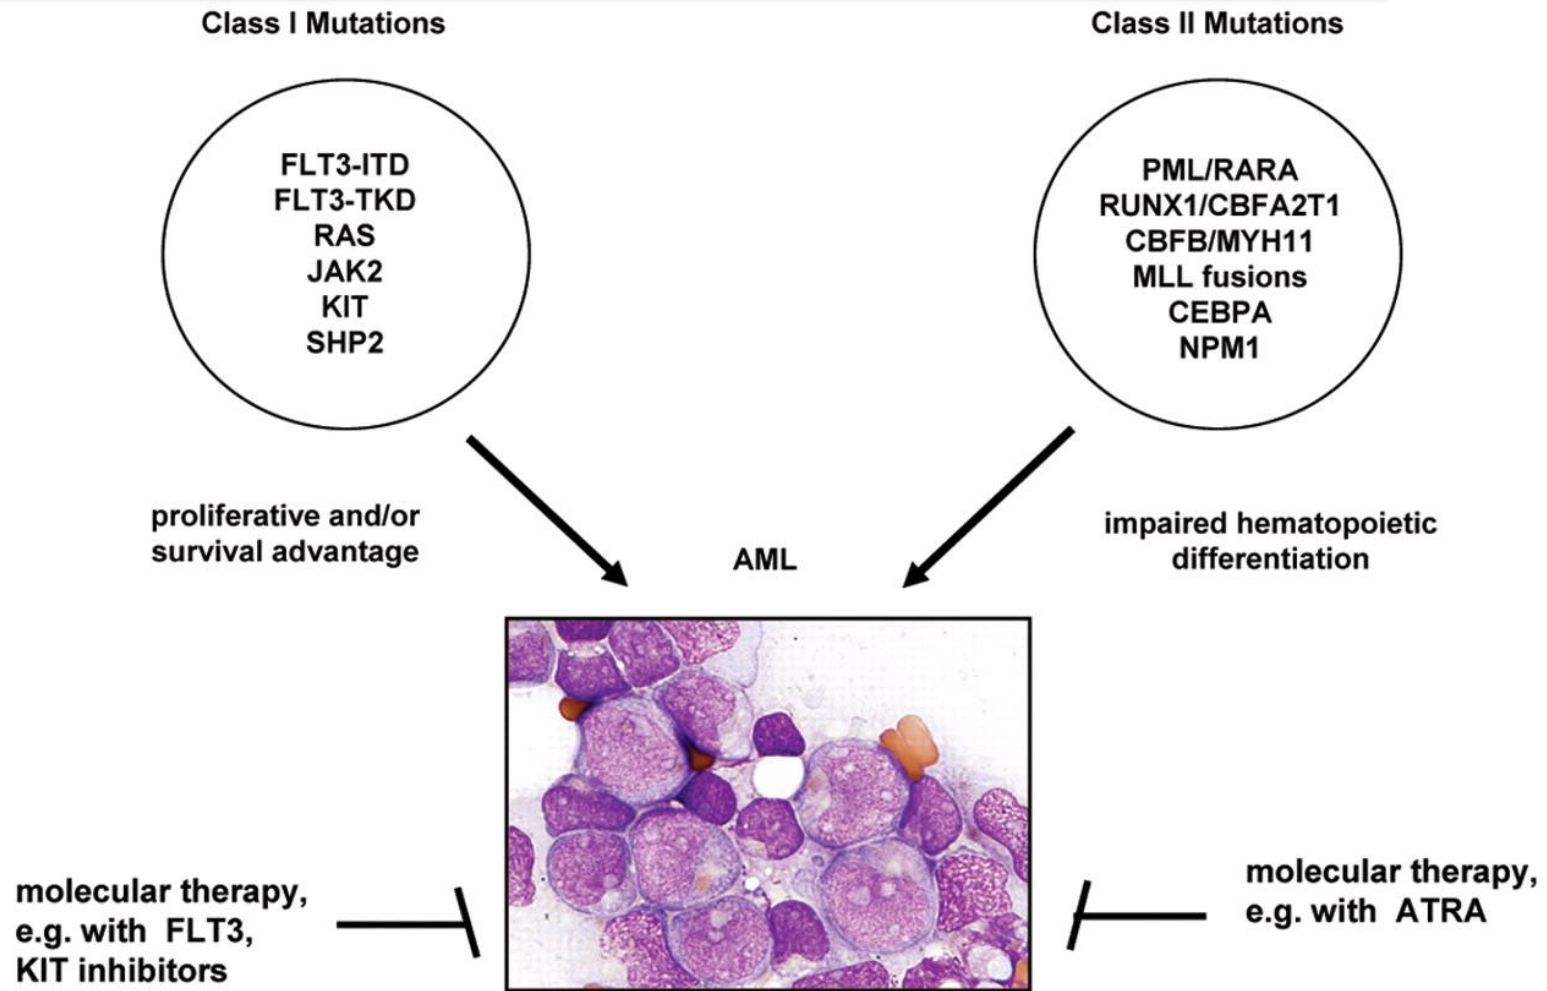 Class I Mutations
Class II Mutations
FLT3-ITD
FLT3-TKD
RAS
JAK2
KIT
SHP2
PML/RARA
RUNX1/CBFA2T1
CBFB/MYH11
MLL fusions
CEBPA
NPM1
proliferative and/or
survival advantage
AML
impaired hematopoietic
differentiation
molecular therapy,
e.g. with FLT3,
KIT inhibitors
molecular therapy,
e.g. with ATRA